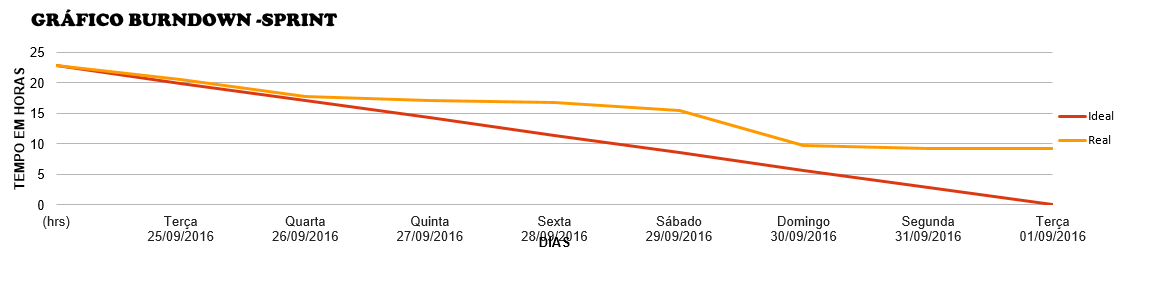 GRÁFICO BURNDOWN -SPRINT
TEMPO EM HORAS
25
20
15
10
5
0
(hrs)
Terça
25/09/2016
Quarta
26/09/2016
Quinta
27/09/2016
Sexta
28/09/2016
Sábado
29/09/2016
Domingo
30/09/2016
Segunda
31/09/2016
Terça
01/09/2016
DIAS
Ideal
Real